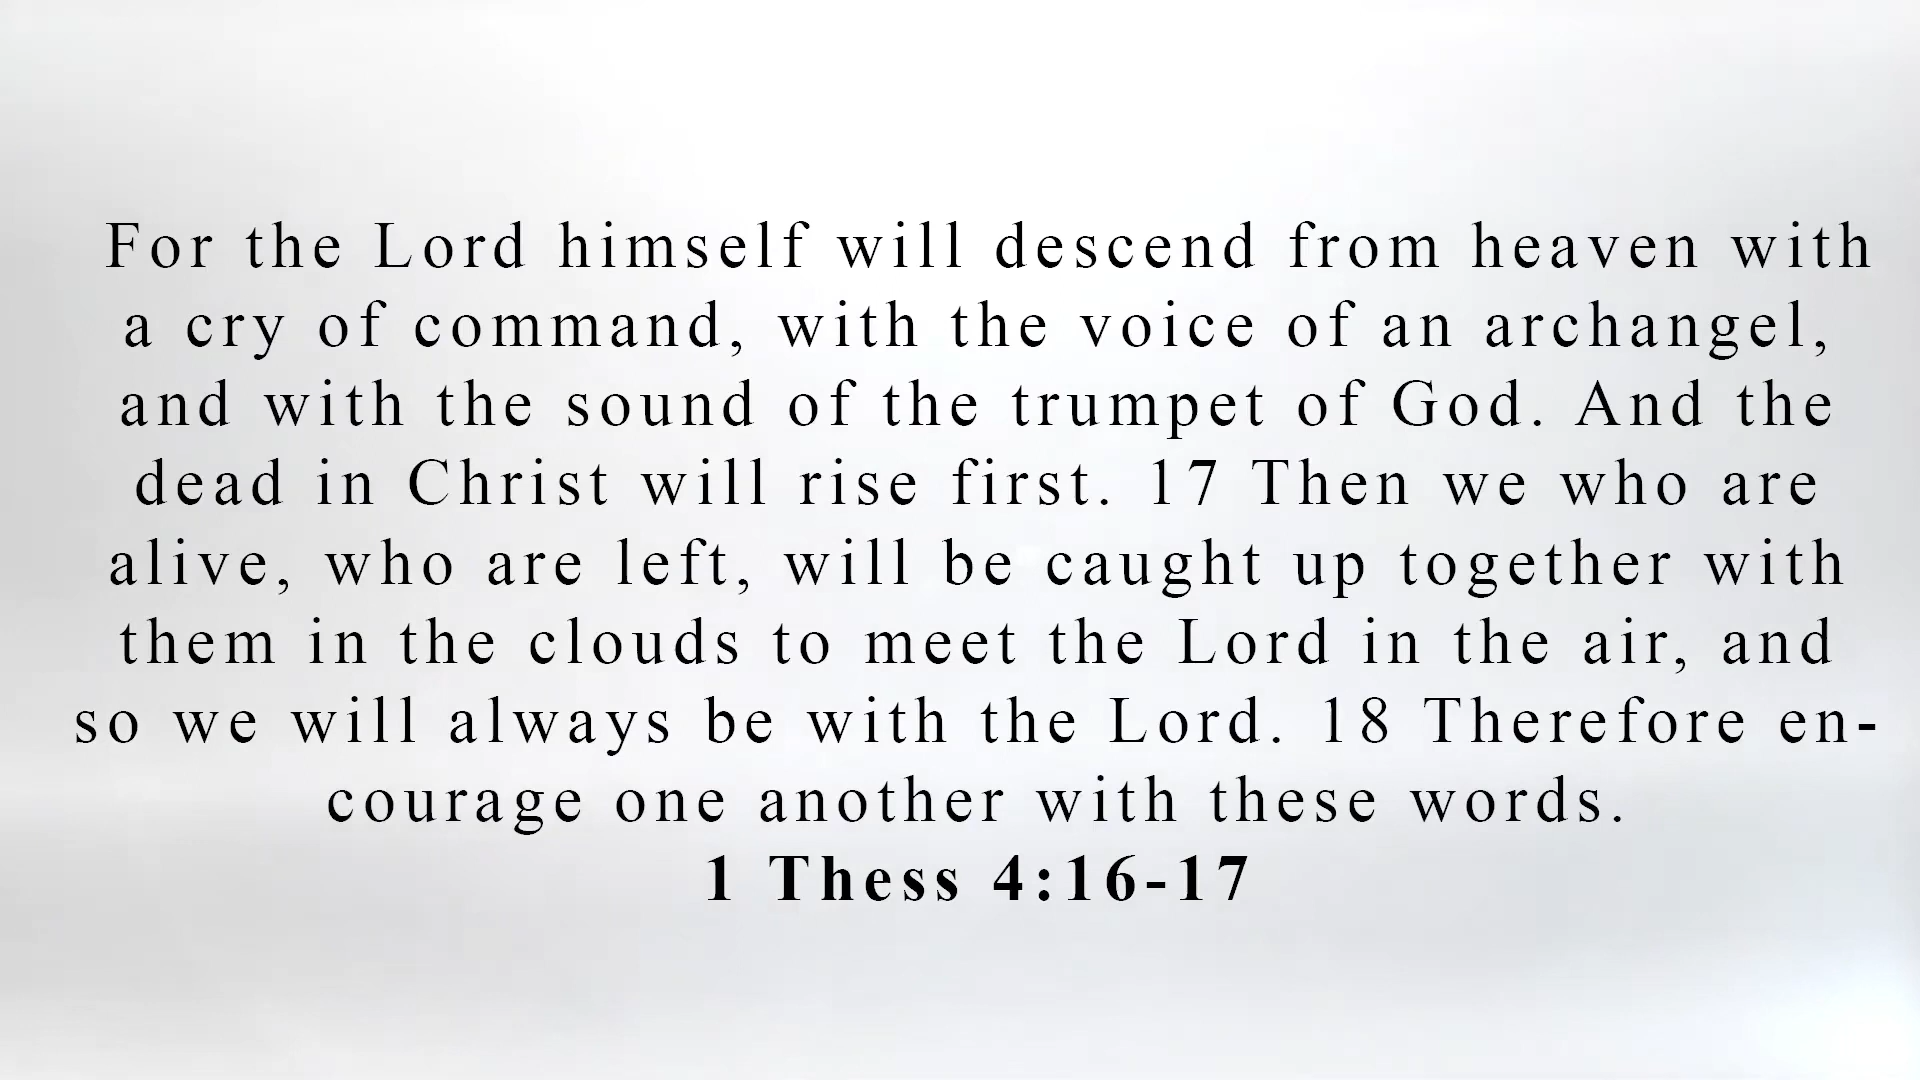 For the Lord himself will descend from heaven with
a cry of command, with the voice of an archangel,
and with the sound of the trumpet of God. And the
dead in Christ will rise first. 17 Then we who are
alive, who are left, will be caught up together with
them in the clouds to meet the Lord in the air, and
so we will always be with the Lord. 18 Therefore en-
courage one another with these words.
1 Thess 4:16-17